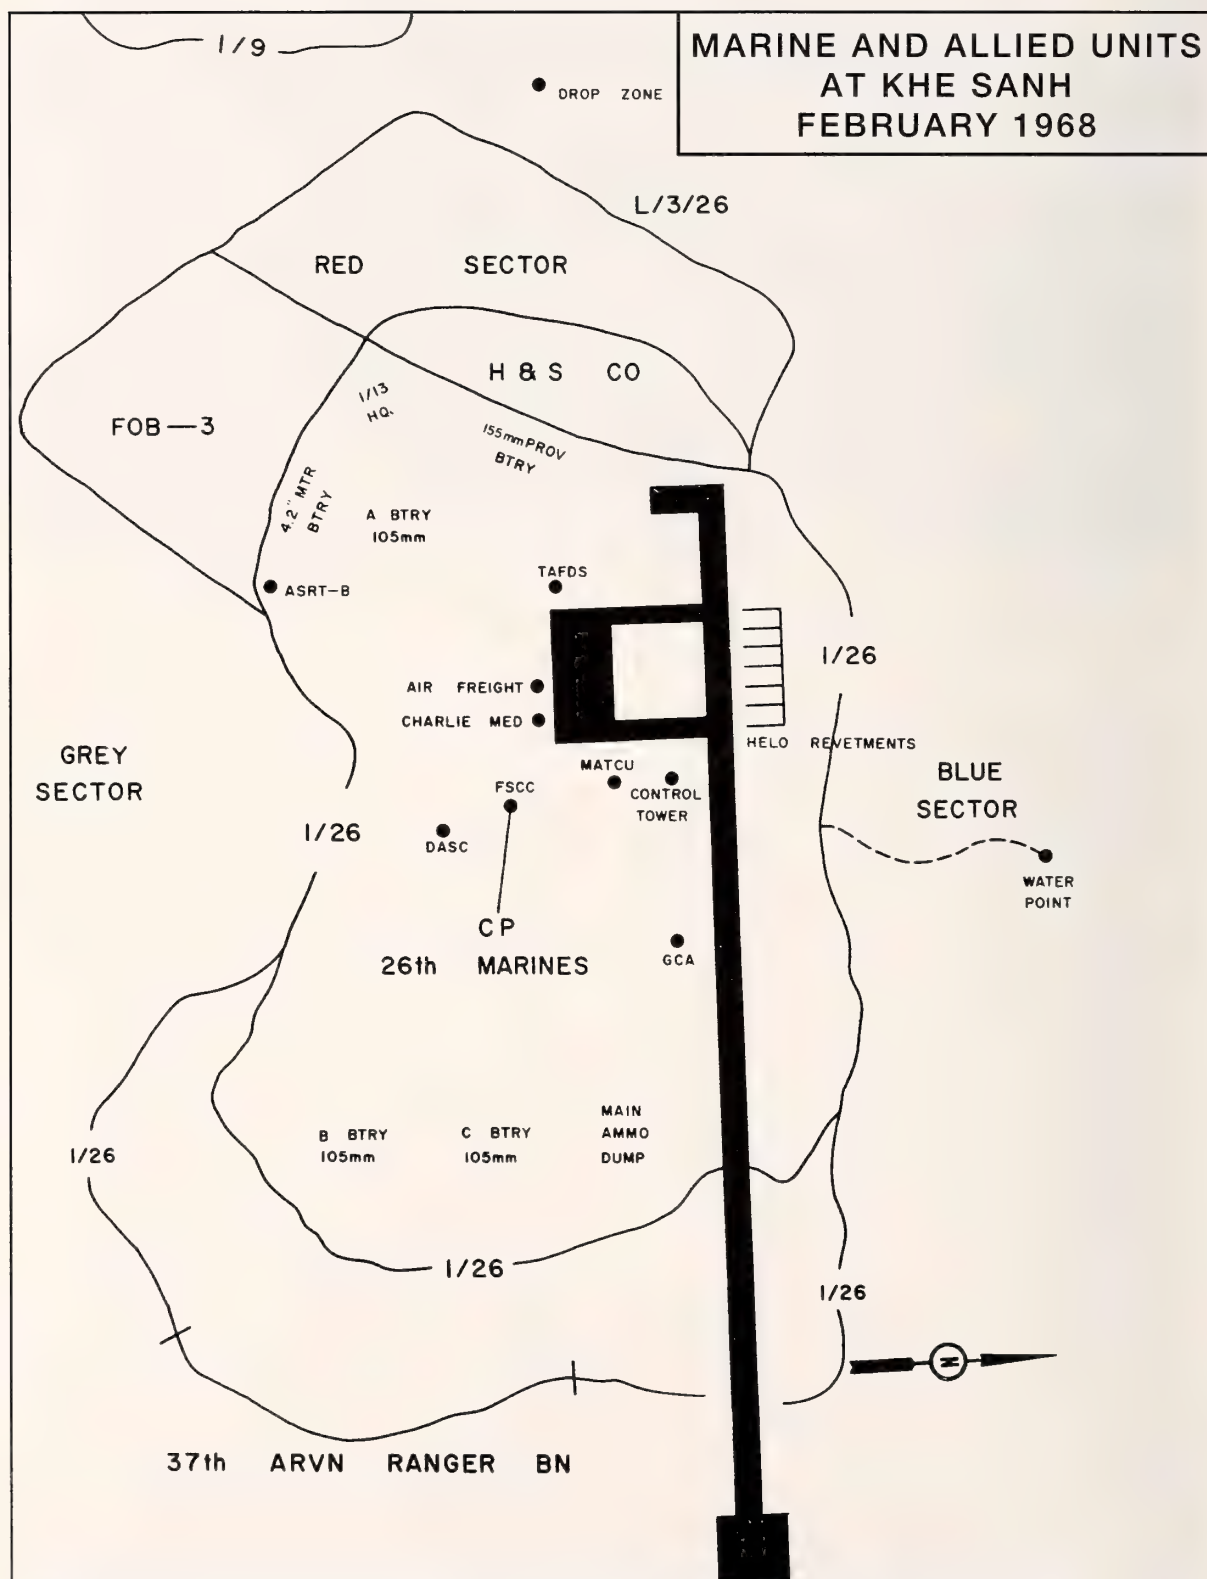 MARINE AND ALLIED UNITS
AT KHE SANH
FEBRUARY 1968
1/9
DROP ZONE
L/3/26
RED SECTOR
H & S CO
1/13
HQ.
FOB—3
155mm PROV
BTRY
4.2" MTR
BTRY
A BTRY
105mm
TAFDS
ASRT-B
1/26
AIR FREIGHT
CHARLIE MED
HELO REVETMENTS
GREY
SECTOR
MATCU
BLUE
SECTOR
FSCC
CONTROL
TOWER
1/26
DASC
WATER
POINT
CP
26th MARINES
GCA
MAIN
AMMO
DUMP
B BTRY
105mm
C BTRY
105mm
1/26
1/26
1/26
N
37th ARVN RANGER BN